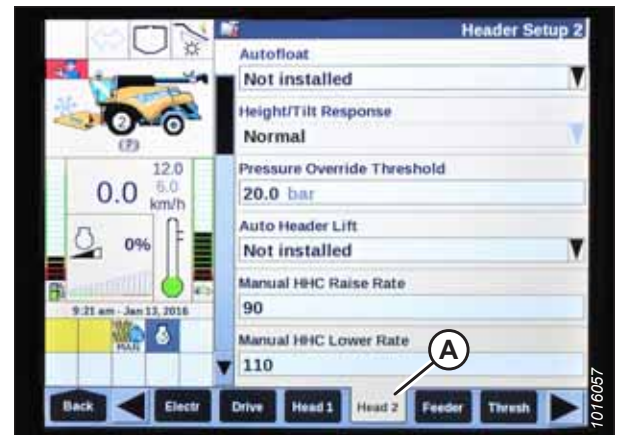 Header Setup 2
Autofloat
Not installed
Height/Tilt Response
Normal
Pressure Override Threshold
20.0 bar
Auto Header Lift
Not installed
Manual HHC Raise Rate
90
Manual HHC Lower Rate
110
2
(P)
12.0
0.0
6.0
km/h
0%
9:21 am - Jan 13, 2016
MAN
A
Back
Electr
Drive
Head 1
Head 2
Feeder
Thresh
1016057